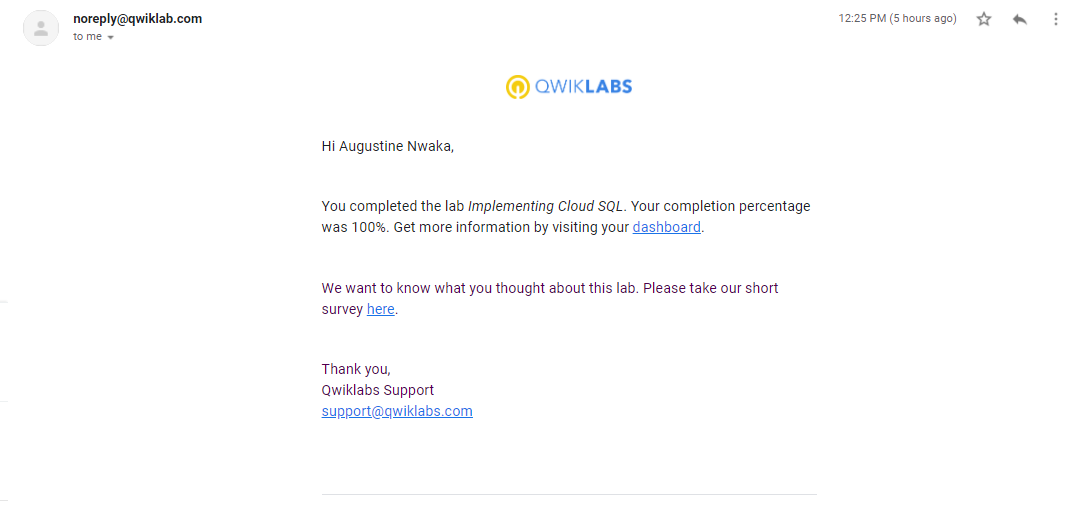 noreply@qwiklab.com
12:25 PM (5 hours ago)
to me
QWIKLABS
Hi Augustine Nwaka,
You completed the lab Implementing Cloud SQL. Your completion percentage
was 100%. Get more information by visiting your dashboard.
We want to know what you thought about this lab. Please take our short
survey here.
Thank you,
Qwiklabs Support
support@qwiklabs.com